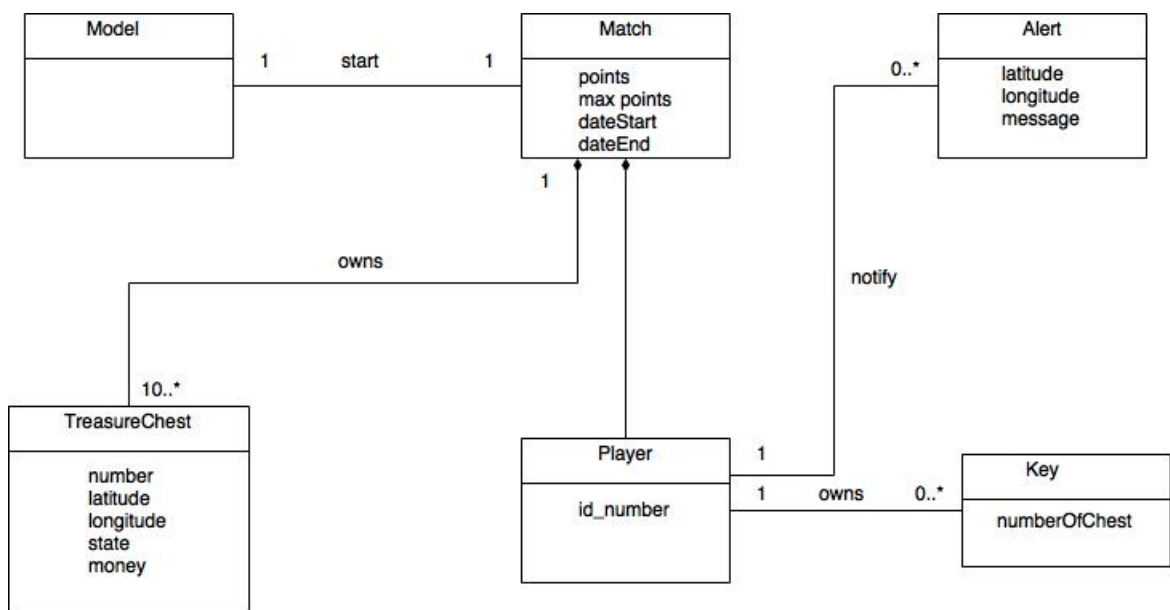 Model
Match
Alert
1 start 1
points
max points
dateStart
dateEnd
0..*
latitude
longitude
message
1
owns
notify
10..*
TreasureChest
number
latitude
longitude
state
money
Player
id_number
1
1 owns 0..*
Key
numberOfChest